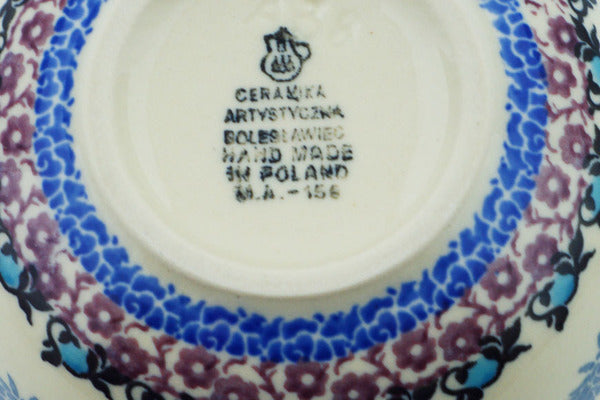 CERAMIKA
ARTYSTYCZNA
BOLESŁAWIEC
HAND MADE
IN POLAND
M.A.-156